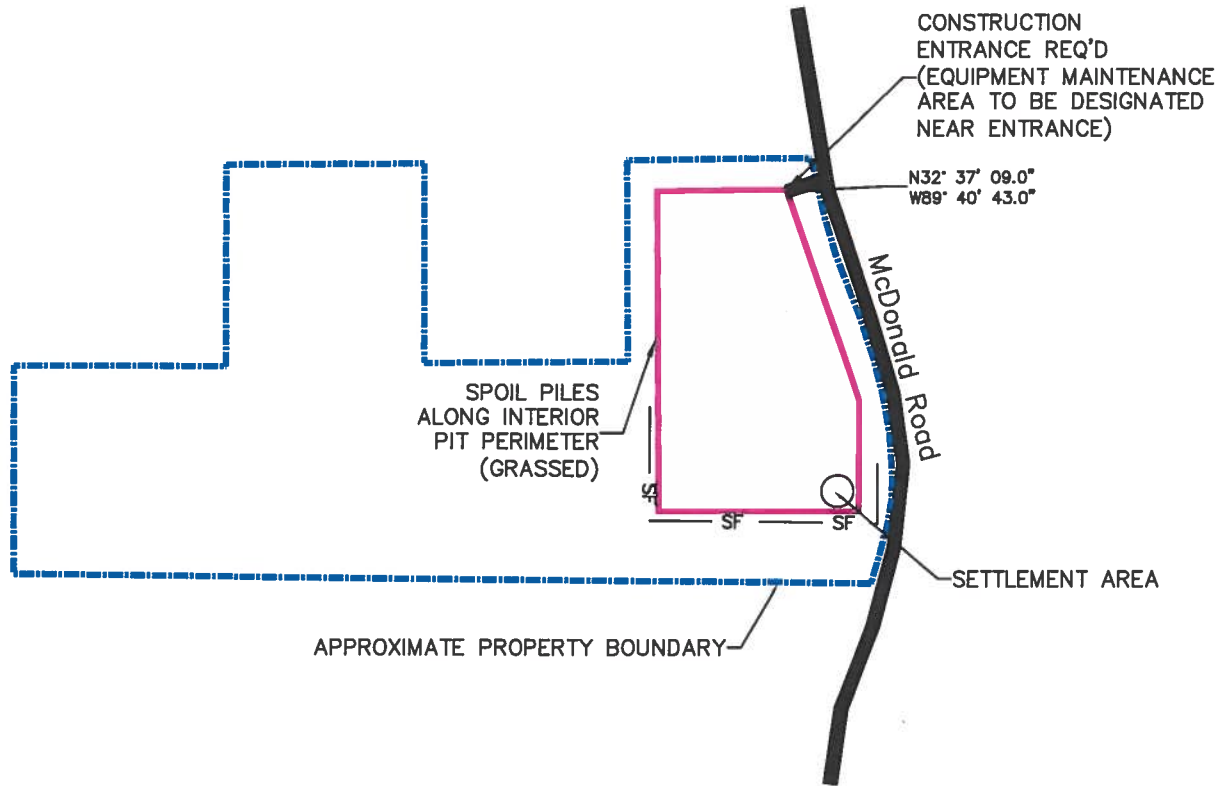 CONSTRUCTION
ENTRANCE REQ'D
(EQUIPMENT MAINTENANCE
AREA TO BE DESIGNATED
NEAR ENTRANCE)
N32° 37' 09.0"
W89° 40' 43.0"
McDonald Road
SPOIL PILES
ALONG INTERIOR
PIT PERIMETER
(GRASSED)
SF
SF
SF
SETTLEMENT AREA
APPROXIMATE PROPERTY BOUNDARY